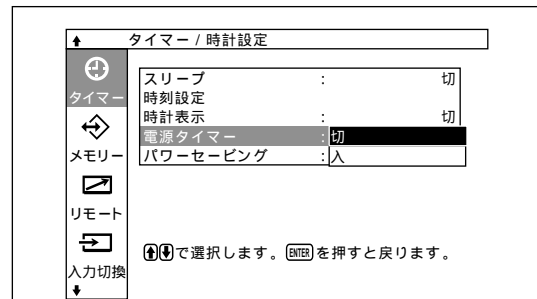 タイマー / 時計設定
タイマー
メモリー
リモート
入力切換
スリープ : 切
時刻設定
時計表示 : 切
電源タイマー : 切
パワーセービング : 入
で選択します。ENTERを押すと戻ります。